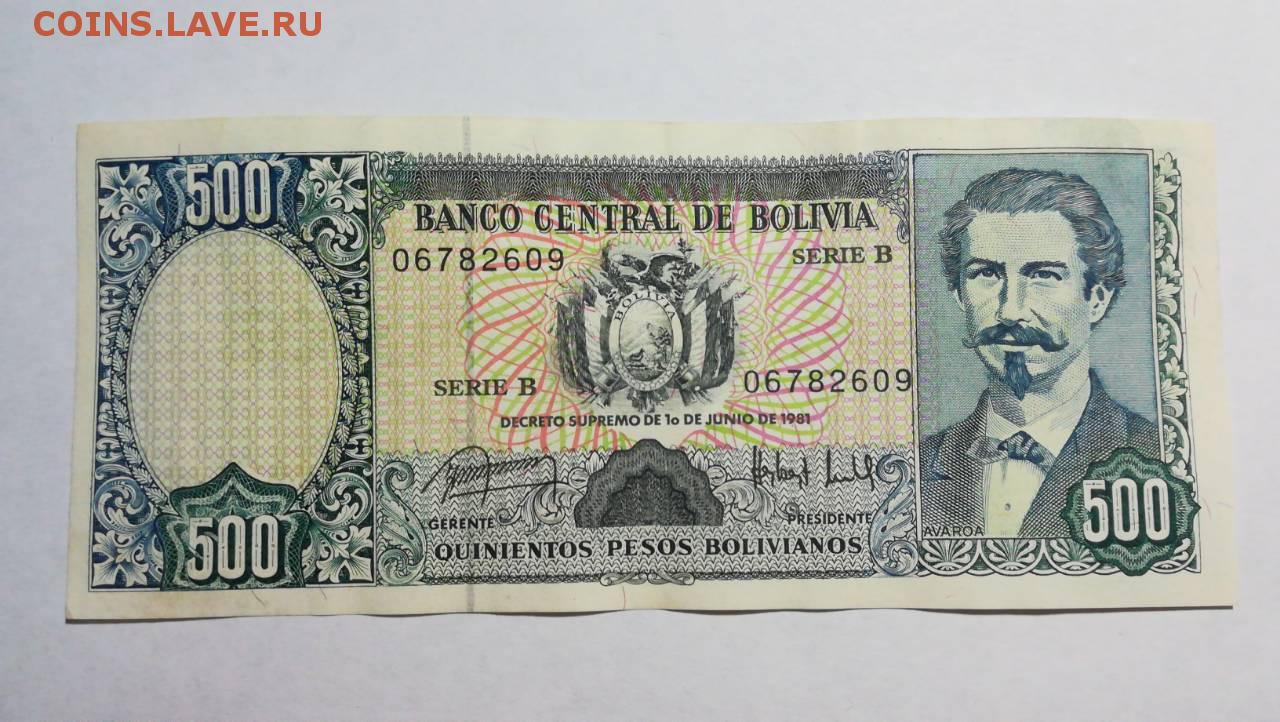 COINS.LAVE.RU
500
BANCO CENTRAL DE BOLIVIA
06782609
SERIE B
BOLIVIA
SERIE B
06782609
DECRETO SUPREMO DE 1o DE JUNIO DE 1981
GERENTE
PRESIDENTE
AVAROA
500
500
QUINIENTOS PESOS BOLIVIANOS